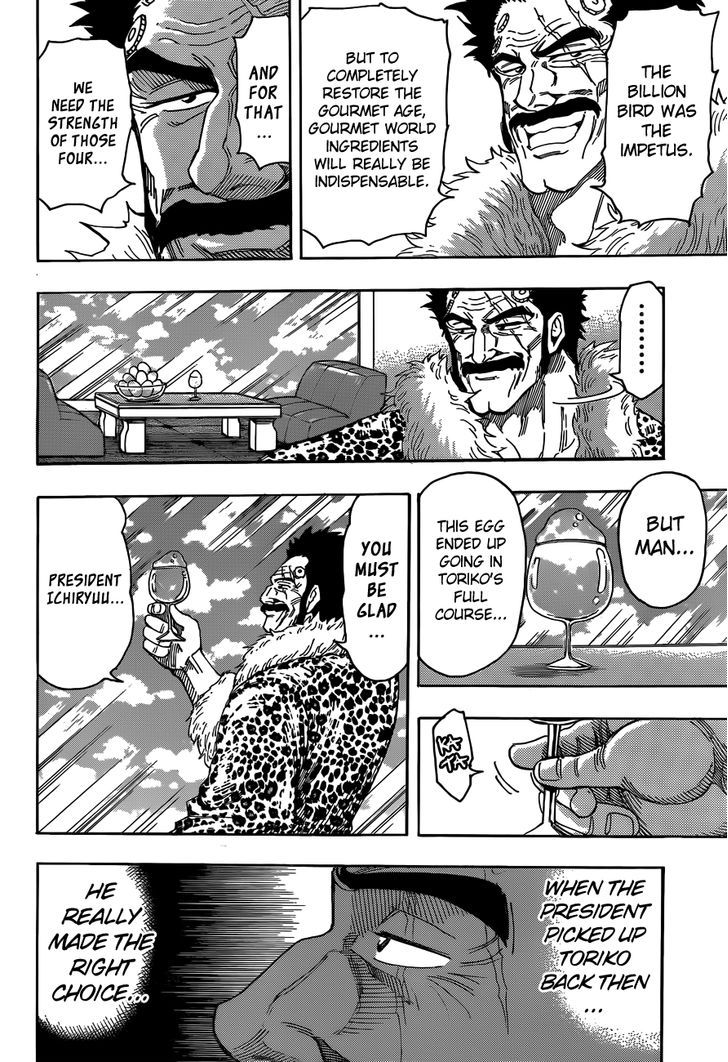 THE
BILLION
BIRD WAS
THE
IMPETUS.
BUT TO
COMPLETELY
RESTORE THE
GOURMET AGE,
GOURMET WORLD
INGREDIENTS
WILL REALLY BE
INDISPENSABLE.
AND
FOR
THAT
...
WE
NEED THE
STRENGTH
OF THOSE
FOUR...
.........
BUT
MAN...
THIS EGG
ENDED UP
GOING IN
TORIKO'S
FULL
COURSE...
KA
TA
YOU
MUST
BE
GLAD
...
PRESIDENT
ICHIRYUU...
WHEN THE
PRESIDENT
PICKED UP
TORIKO
BACK THEN
...
HE
REALLY
MADE THE
RIGHT
CHOICE...